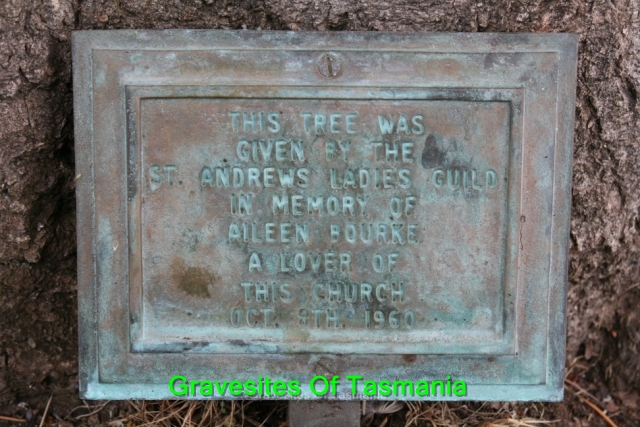 THIS TREE WAS
GIVEN BY THE
ST. ANDREWS LADIES GUILD
IN MEMORY OF
AILEEN BOURKE
A LOVER OF
THIS CHURCH
OCT. 8TH. 1960
Gravesites Of Tasmania